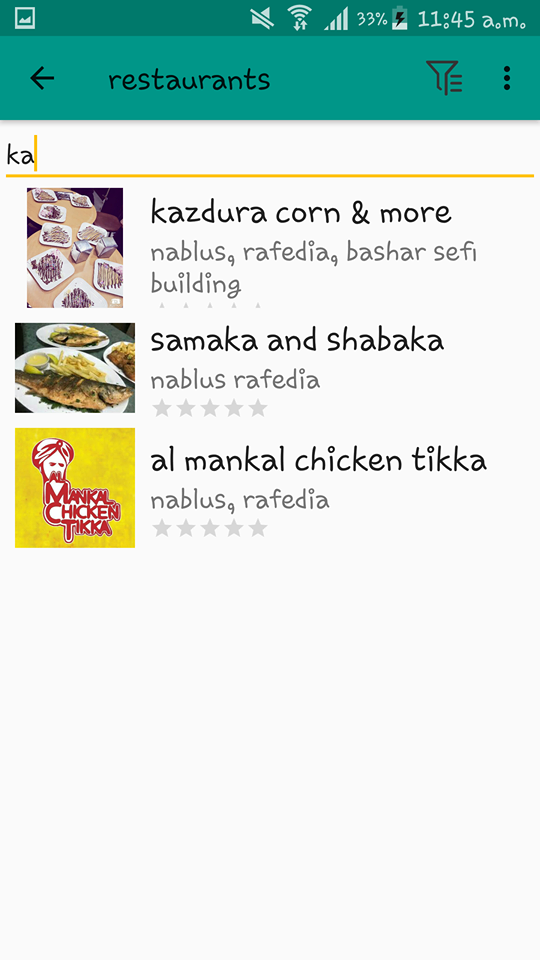 33% 11:45 a.m.
restaurants
ka
kazdura corn & more
nablus, rafedia, bashar sefi
building
samaka and shabaka
nablus rafedia
AL
MANKAL
CHICKEN
TIKKA
al mankal chicken tikka
nablus, rafedia